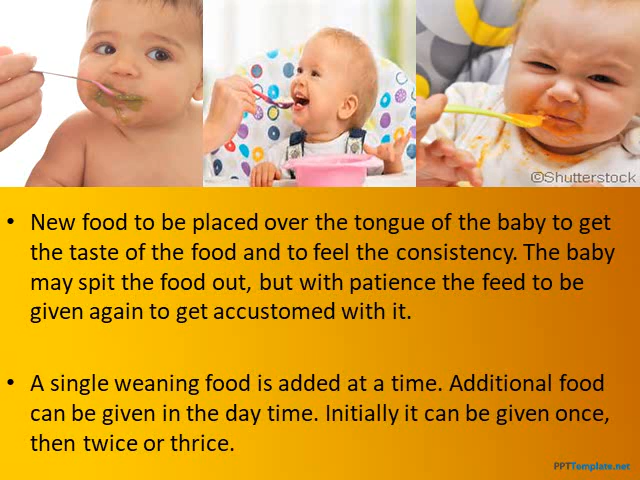 ©Shutterstock
• New food to be placed over the tongue of the baby to get
the taste of the food and to feel the consistency. The baby
may spit the food out, but with patience the feed to be
given again to get accustomed with it.
• A single weaning food is added at a time. Additional food
can be given in the day time. Initially it can be given once,
then twice or thrice.
PPTTemplate.net